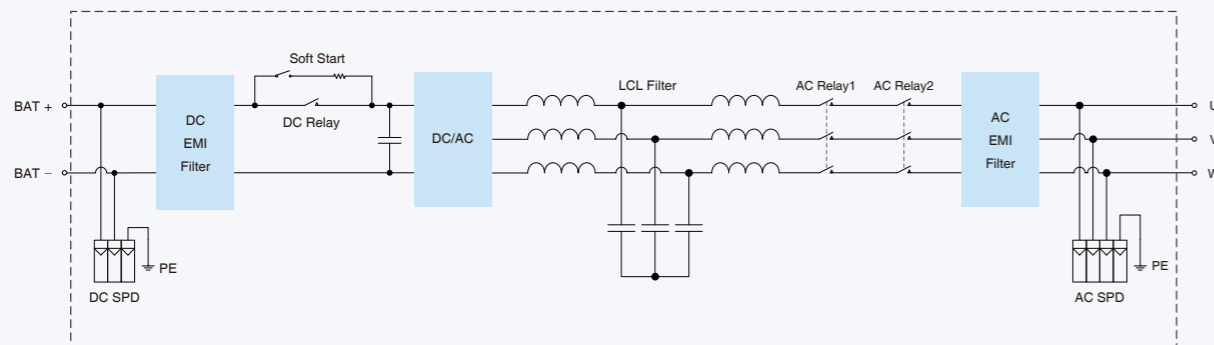 Soft Start
BAT +
DC Relay
DC
EMI
Filter
DC/AC
LCL Filter
AC Relay1
AC Relay2
AC
EMI
Filter
U
V
W
BAT −
PE
DC SPD
PE
AC SPD